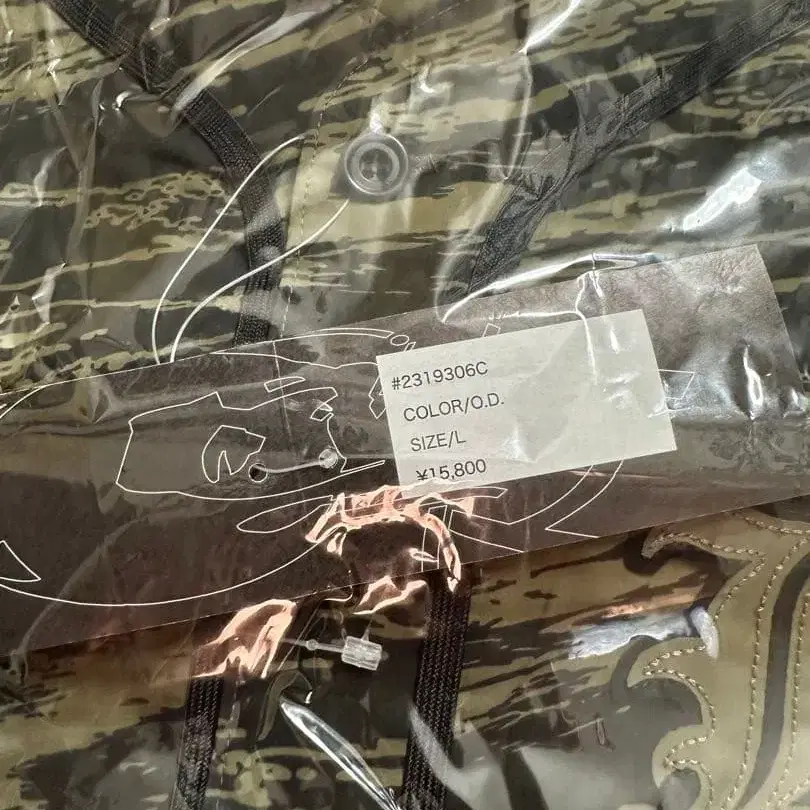 #2319306C
COLOR/O.D.
SIZE/L
¥15,800